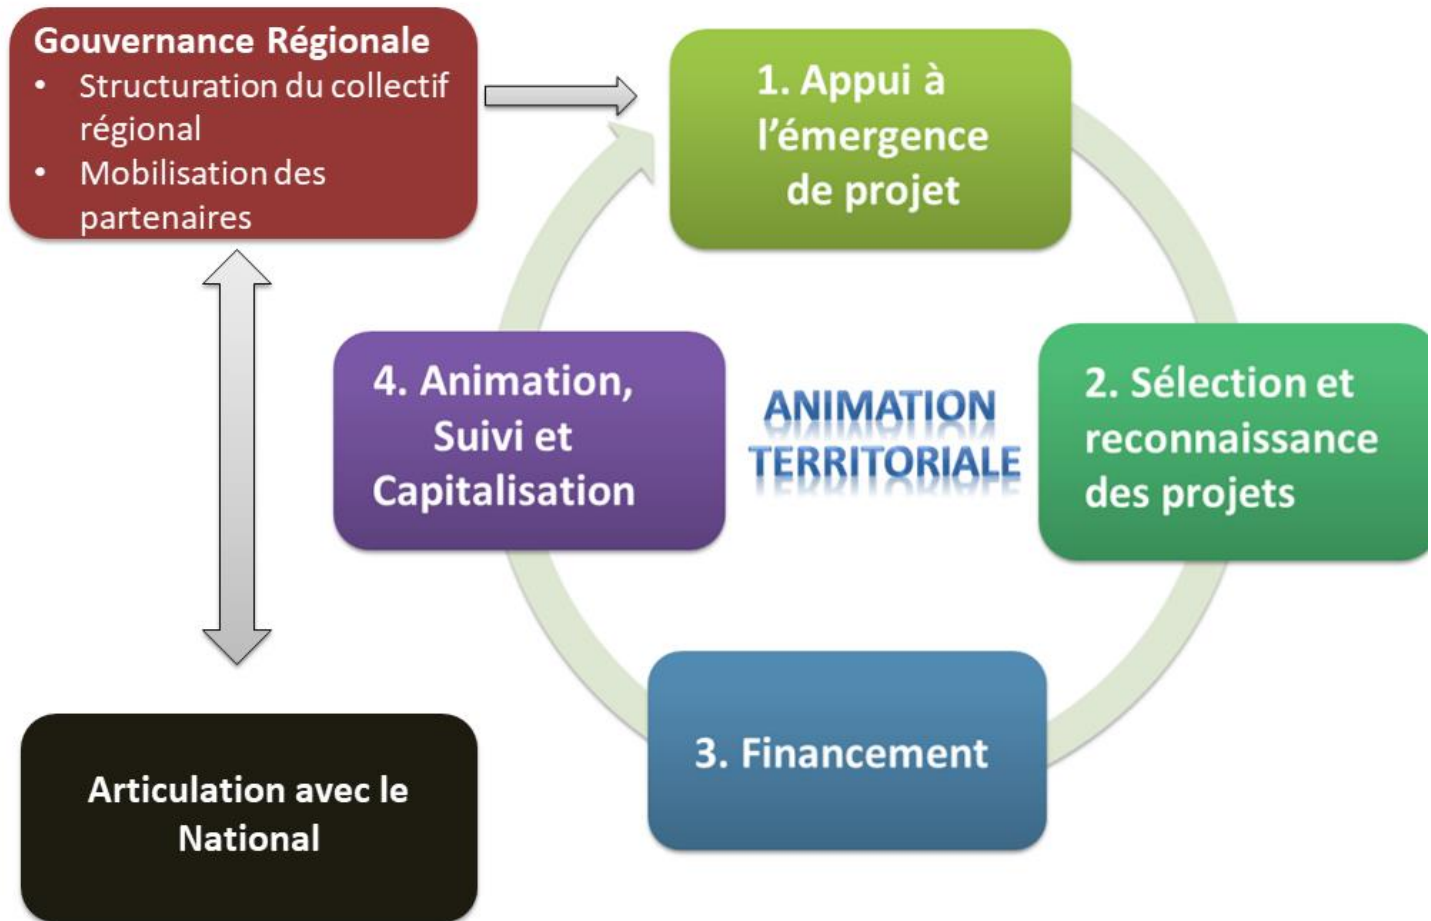 Gouvernance Régionale
• Structuration du collectif
régional
• Mobilisation des
partenaires
1. Appui à
l’émergence
de projet
4. Animation,
Suivi et
Capitalisation
ANIMATION
TERRITORIALE
2. Sélection et
reconnaissance
des projets
3. Financement
Articulation avec le
National